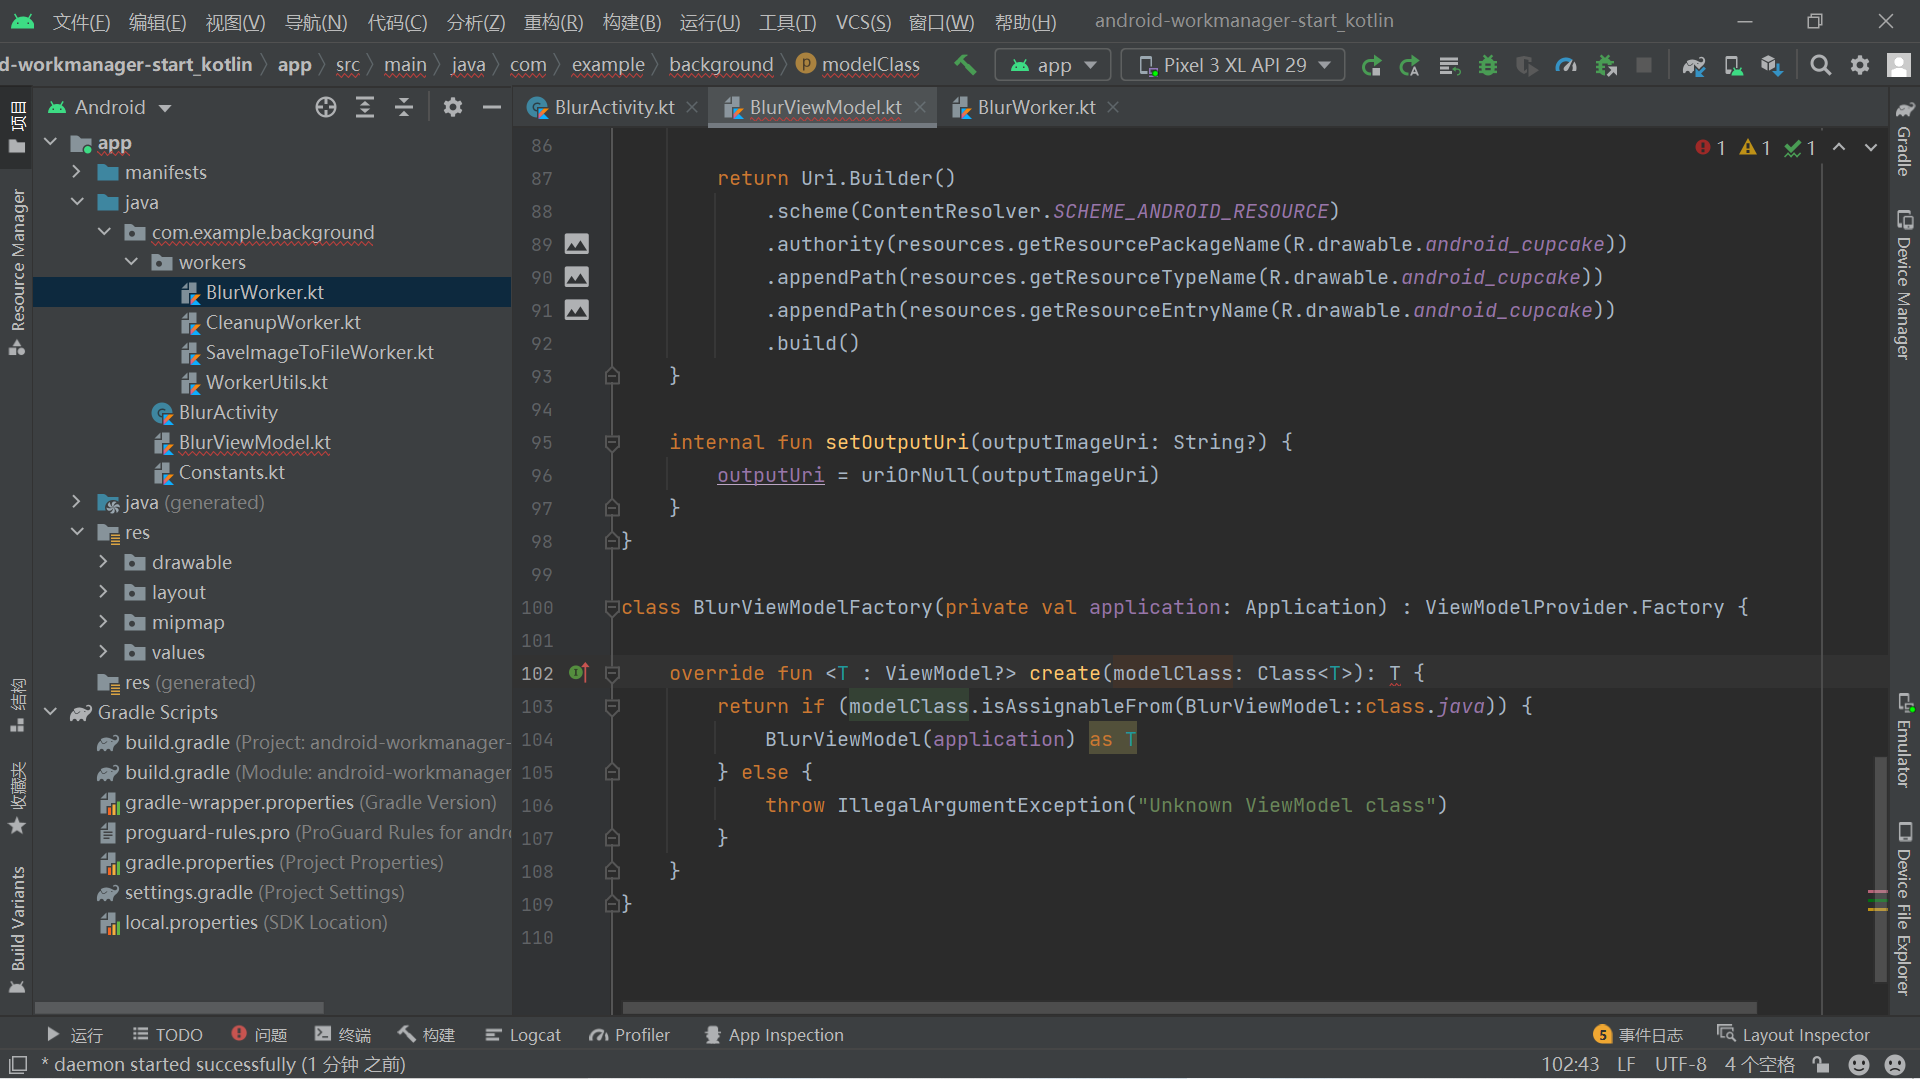 文件(F) 编辑(E) 视图(V) 导航(N) 代码(C) 分析(Z) 重构(R) 构建(B) 运行(U) 工具(T) VCS(S) 窗口(W) 帮助(H) android-workmanager-start_kotlin
d-workmanager-start_kotlin app src main java com example background modelClass app Pixel 3 XL API 29
项目
Resource Manager
结构
收藏夹
Build Variants
Android
app
manifests
java
com.example.background
workers
BlurWorker.kt
CleanupWorker.kt
SaveImageToFileWorker.kt
WorkerUtils.kt
BlurActivity
BlurViewModel.kt
Constants.kt
java (generated)
res
drawable
layout
mipmap
values
res (generated)
Gradle Scripts
build.gradle (Project: android-workmanager-
build.gradle (Module: android-workmanager
gradle-wrapper.properties (Gradle Version)
proguard-rules.pro (ProGuard Rules for andro
gradle.properties (Project Properties)
settings.gradle (Project Settings)
local.properties (SDK Location)
BlurActivity.kt BlurViewModel.kt BlurWorker.kt
1 1 1
86
87 return Uri.Builder()
88 .scheme(ContentResolver.SCHEME_ANDROID_RESOURCE)
89 .authority(resources.getResourcePackageName(R.drawable.android_cupcake))
90 .appendPath(resources.getResourceTypeName(R.drawable.android_cupcake))
91 .appendPath(resources.getResourceEntryName(R.drawable.android_cupcake))
92 .build()
93 }
94
95 internal fun setOutputUri(outputImageUri: String?) {
96 outputUri = uriOrNull(outputImageUri)
97 }
98 }
99
100 class BlurViewModelFactory(private val application: Application) : ViewModelProvider.Factory {
101
102 override fun <T : ViewModel?> create(modelClass: Class<T>): T {
103 return if (modelClass.isAssignableFrom(BlurViewModel::class.java)) {
104 BlurViewModel(application) as T
105 } else {
106 throw IllegalArgumentException("Unknown ViewModel class")
107 }
108 }
109 }
110
Gradle
Device Manager
Emulator
Device File Explorer
运行 TODO 问题 终端 构建 Logcat Profiler App Inspection 5 事件日志 Layout Inspector
* daemon started successfully (1 分钟 之前) 102:43 LF UTF-8 4 个空格